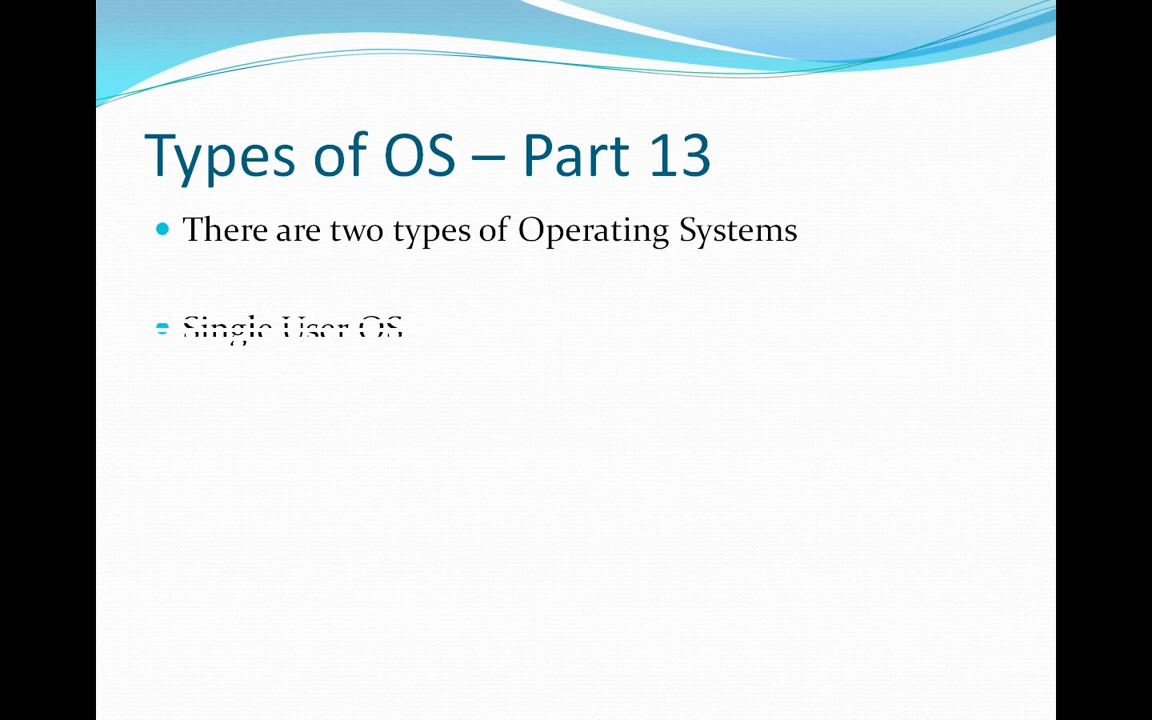 Types of OS – Part 13
There are two types of Operating Systems
Single User OS